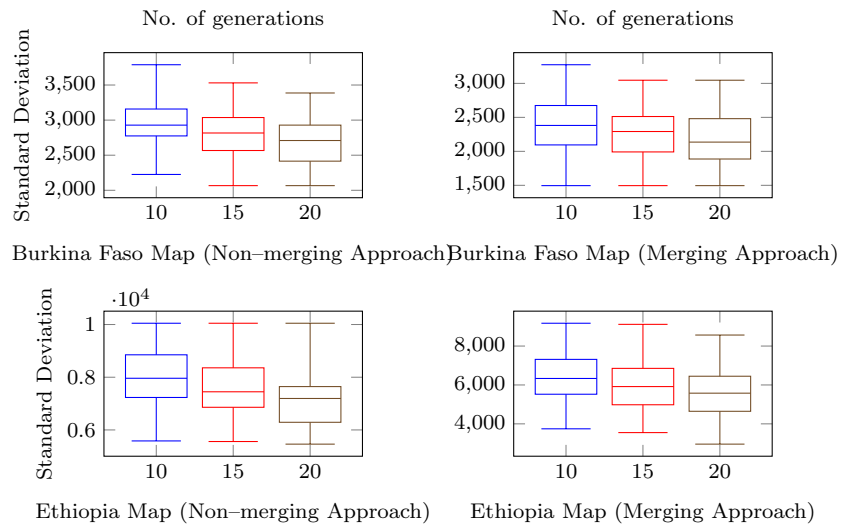 No. of generations
No. of generations
Standard Deviation
3,500
3,000
2,500
2,000
10 15 20
3,000
2,500
2,000
1,500
10 15 20
Burkina Faso Map (Non–merging Approach)
Burkina Faso Map (Merging Approach)
Standard Deviation
·10⁴
1
0.8
0.6
10 15 20
8,000
6,000
4,000
10 15 20
Ethiopia Map (Non–merging Approach)
Ethiopia Map (Merging Approach)